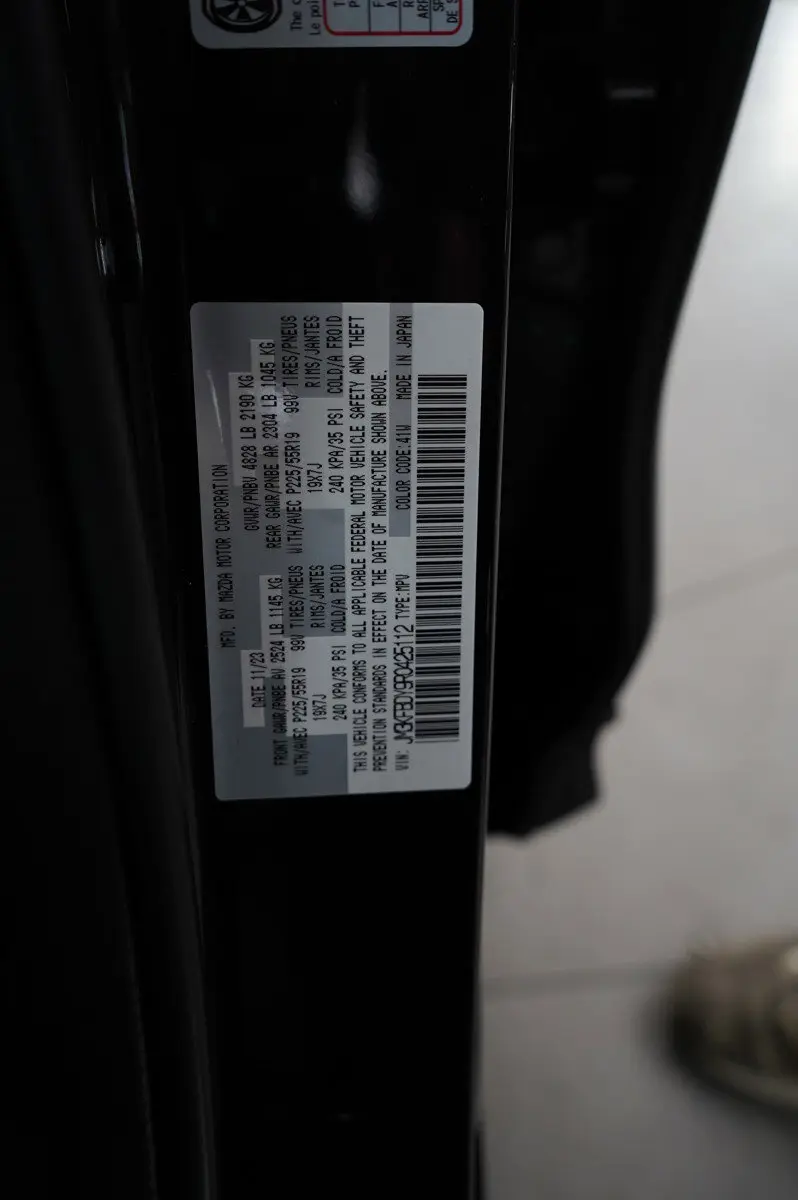 The
Le
MFD. BY MAZDA MOTOR CORPORATION
DATE 11/23 GVWR/PNBV 4828 LB 2190 KG
FRONT GAWR/PNBE AV 2524 LB 1145 KG REAR GAWR/PNBE AR 2304 LB 1045 KG
WITH/AVEC P225/55R19 99V TIRES/PNEUS WITH/AVEC P225/55R19 99V TIRES/PNEUS
19X7J RIMS/JANTES 19X7J RIMS/JANTES
240 KPA/35 PSI COLD/A FROID 240 KPA/35 PSI COLD/A FROID
THIS VEHICLE CONFORMS TO ALL APPLICABLE FEDERAL MOTOR VEHICLE SAFETY AND THEFT
PREVENTION STANDARDS IN EFFECT ON THE DATE OF MANUFACTURE SHOWN ABOVE.
VIN: JM3KFBDY9R0425112 TYPE:MPV COLOR CODE:41W MADE IN JAPAN